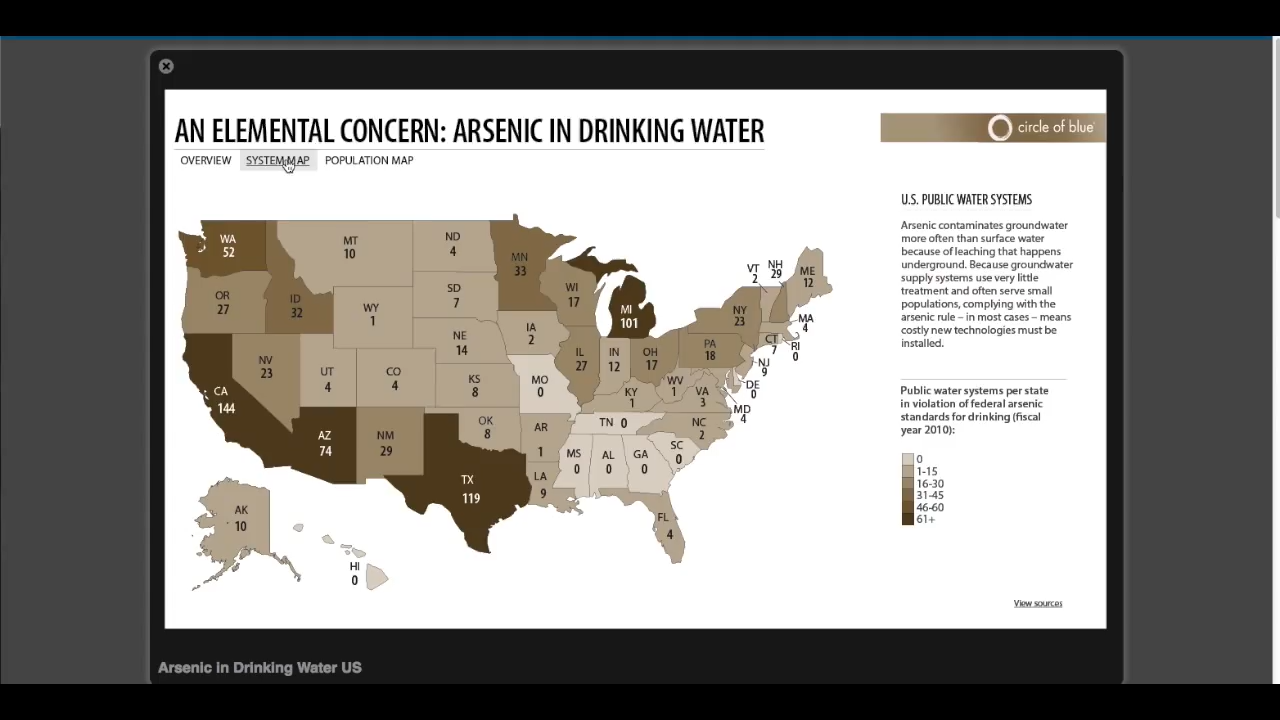 AN ELEMENTAL CONCERN: ARSENIC IN DRINKING WATER
circle of blue
OVERVIEW SYSTEM MAP POPULATION MAP
U.S. PUBLIC WATER SYSTEMS
Arsenic contaminates groundwater
more often than surface water
because of leaching that happens
underground. Because groundwater
supply systems use very little
treatment and often serve small
populations, complying with the
arsenic rule – in most cases – means
costly new technologies must be
installed.
Public water systems per state
in violation of federal arsenic
standards for drinking (fiscal
year 2010):
0
1-15
16-30
31-45
46-60
61+
WA
52
MT
10
ND
4
MN
33
OR
27
ID
32
WY
1
SD
7
WI
17
MI
101
VT
2
NH
29
ME
12
NY
23
MA
4
CT
7
RI
0
NV
23
UT
4
CO
4
NE
14
IA
2
IL
27
IN
12
OH
17
PA
18
NJ
9
DE
0
MD
4
CA
144
KS
8
MO
0
KY
1
WV
1
VA
3
AZ
74
NM
29
OK
8
AR
1
TN 0
NC
2
SC
0
TX
119
LA
9
MS
0
AL
0
GA
0
FL
4
AK
10
HI
0
View sources
Arsenic in Drinking Water US